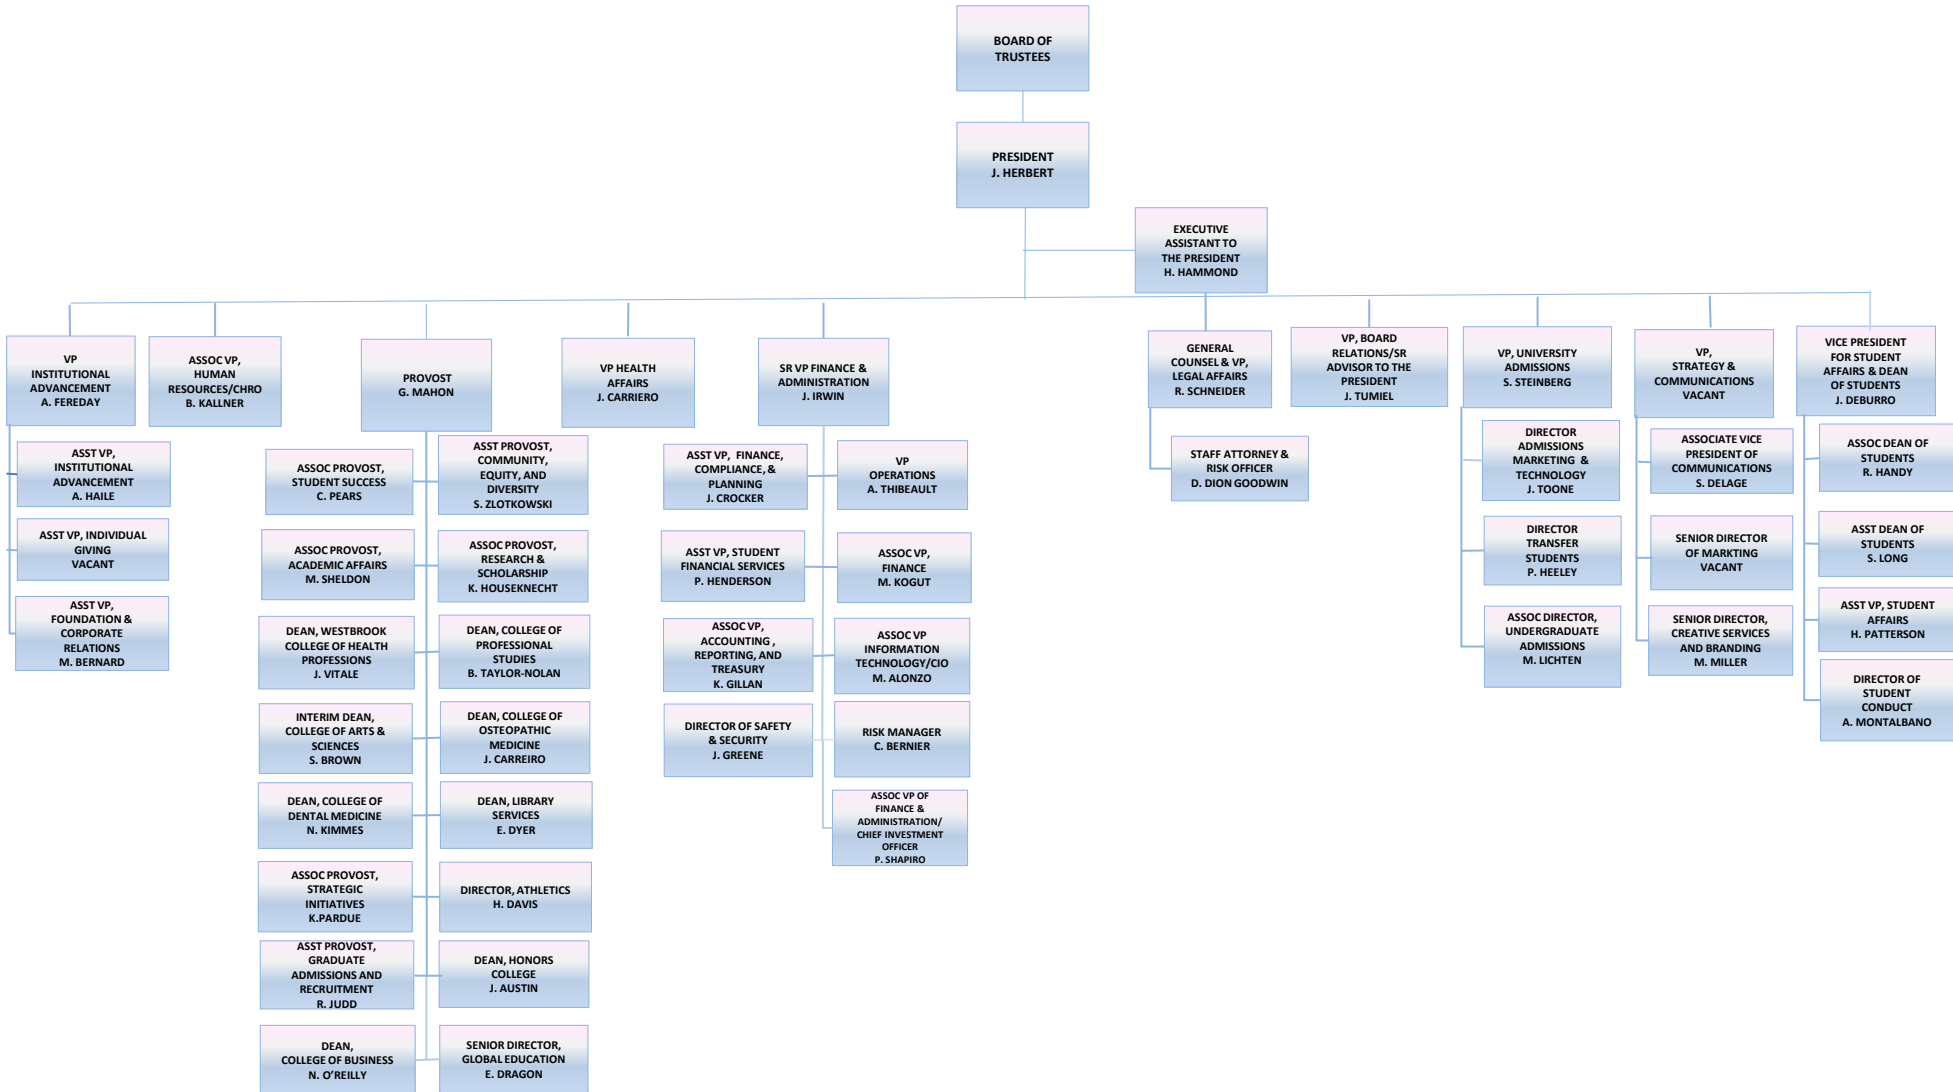 BOARD OF
TRUSTEES
PRESIDENT
J. HERBERT
EXECUTIVE
ASSISTANT TO
THE PRESIDENT
H. HAMMOND
VP
INSTITUTIONAL
ADVANCEMENT
A. FEREDAY
ASSOC VP,
HUMAN
RESOURCES/CHRO
B. KALLNER
PROVOST
G. MAHON
VP HEALTH
AFFAIRS
J. CARRIERO
SR VP FINANCE &
ADMINISTRATION
J. IRWIN
GENERAL
COUNSEL & VP,
LEGAL AFFAIRS
R. SCHNEIDER
VP, BOARD
RELATIONS/SR
ADVISOR TO THE
PRESIDENT
J. TUMIEL
VP, UNIVERSITY
ADMISSIONS
S. STEINBERG
VP,
STRATEGY &
COMMUNICATIONS
VACANT
VICE PRESIDENT
FOR STUDENT
AFFAIRS & DEAN
OF STUDENTS
J. DEBURRO
ASST VP,
INSTITUTIONAL
ADVANCEMENT
A. HAILE
ASST VP, INDIVIDUAL
GIVING
VACANT
ASST VP,
FOUNDATION &
CORPORATE
RELATIONS
M. BERNARD
ASSOC PROVOST,
STUDENT SUCCESS
C. PEARS
ASST PROVOST,
COMMUNITY,
EQUITY, AND
DIVERSITY
S. ZLOTKOWSKI
ASSOC PROVOST,
ACADEMIC AFFAIRS
M. SHELDON
ASSOC PROVOST,
RESEARCH &
SCHOLARSHIP
K. HOUSEKNECHT
DEAN, WESTBROOK
COLLEGE OF HEALTH
PROFESSIONS
J. VITALE
DEAN, COLLEGE OF
PROFESSIONAL
STUDIES
B. TAYLOR-NOLAN
INTERIM DEAN,
COLLEGE OF ARTS &
SCIENCES
S. BROWN
DEAN, COLLEGE OF
OSTEOPATHIC
MEDICINE
J. CARREIRO
DEAN, COLLEGE OF
DENTAL MEDICINE
N. KIMMES
DEAN, LIBRARY
SERVICES
E. DYER
ASSOC PROVOST,
STRATEGIC
INITIATIVES
K.PARDUE
DIRECTOR, ATHLETICS
H. DAVIS
ASST PROVOST,
GRADUATE
ADMISSIONS AND
RECRUITMENT
R. JUDD
DEAN, HONORS
COLLEGE
J. AUSTIN
DEAN,
COLLEGE OF BUSINESS
N. O'REILLY
SENIOR DIRECTOR,
GLOBAL EDUCATION
E. DRAGON
ASST VP, FINANCE,
COMPLIANCE, &
PLANNING
J. CROCKER
VP
OPERATIONS
A. THIBEAULT
ASST VP, STUDENT
FINANCIAL SERVICES
P. HENDERSON
ASSOC VP,
FINANCE
M. KOGUT
ASSOC VP,
ACCOUNTING ,
REPORTING, AND
TREASURY
K. GILLAN
ASSOC VP
INFORMATION
TECHNOLOGY/CIO
M. ALONZO
DIRECTOR OF SAFETY
& SECURITY
J. GREENE
RISK MANAGER
C. BERNIER
ASSOC VP OF
FINANCE &
ADMINISTRATION/
CHIEF INVESTMENT
OFFICER
P. SHAPIRO
STAFF ATTORNEY &
RISK OFFICER
D. DION GOODWIN
DIRECTOR
ADMISSIONS
MARKETING &
TECHNOLOGY
J. TOONE
DIRECTOR
TRANSFER
STUDENTS
P. HEELEY
ASSOC DIRECTOR,
UNDERGRADUATE
ADMISSIONS
M. LICHTEN
ASSOCIATE VICE
PRESIDENT OF
COMMUNICATIONS
S. DELAGE
SENIOR DIRECTOR
OF MARKTING
VACANT
SENIOR DIRECTOR,
CREATIVE SERVICES
AND BRANDING
M. MILLER
ASSOC DEAN OF
STUDENTS
R. HANDY
ASST DEAN OF
STUDENTS
S. LONG
ASST VP, STUDENT
AFFAIRS
H. PATTERSON
DIRECTOR OF
STUDENT
CONDUCT
A. MONTALBANO